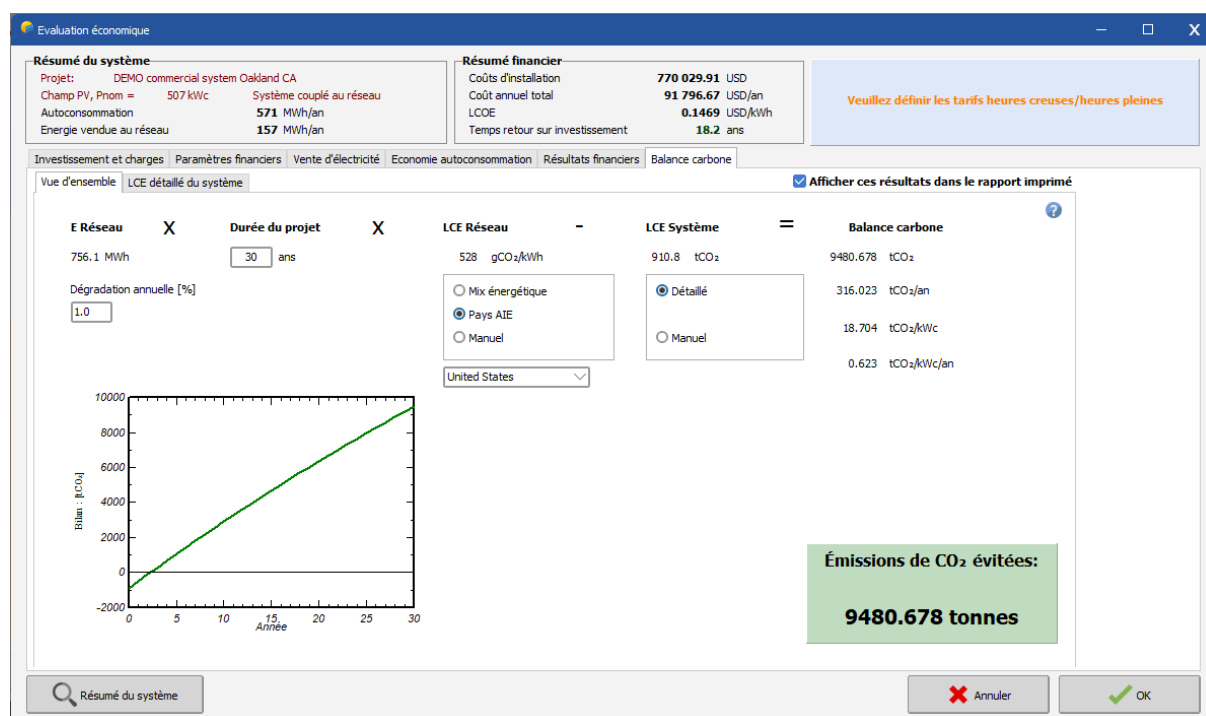 Evaluation économique
Résumé du système
Projet: DEMO commercial system Oakland CA
Champ PV, Pnom = 507 kWc Système couplé au réseau
Autoconsommation 571 MWh/an
Energie vendue au réseau 157 MWh/an
Résumé financier
Coûts d'installation 770 029.91 USD
Coût annuel total 91 796.67 USD/an
LCOE 0.1469 USD/kWh
Temps retour sur investissement 18.2 ans
Veuillez définir les tarifs heures creuses/heures pleines
Investissement et charges Paramètres financiers Vente d'électricité Economie autoconsommation Résultats financiers Balance carbone
Vue d'ensemble LCE détaillé du système Afficher ces résultats dans le rapport imprimé
E Réseau X Durée du projet X LCE Réseau - LCE Système = Balance carbone
756.1 MWh 30 ans 528 gCO₂/kWh 910.8 tCO₂ 9480.678 tCO₂
Dégradation annuelle [%] Mix énergétique Détaillé 316.023 tCO₂/an
1.0 Pays AIE
18.704 tCO₂/kWc
Manuel Manuel
0.623 tCO₂/kWc/an
United States
10000
8000
6000
4000
2000
0
-2000
Bilan : [tCO₂]
0 5 10 15 20 25 30
Année
Émissions de CO₂ évitées:
9480.678 tonnes
Résumé du système Annuler OK